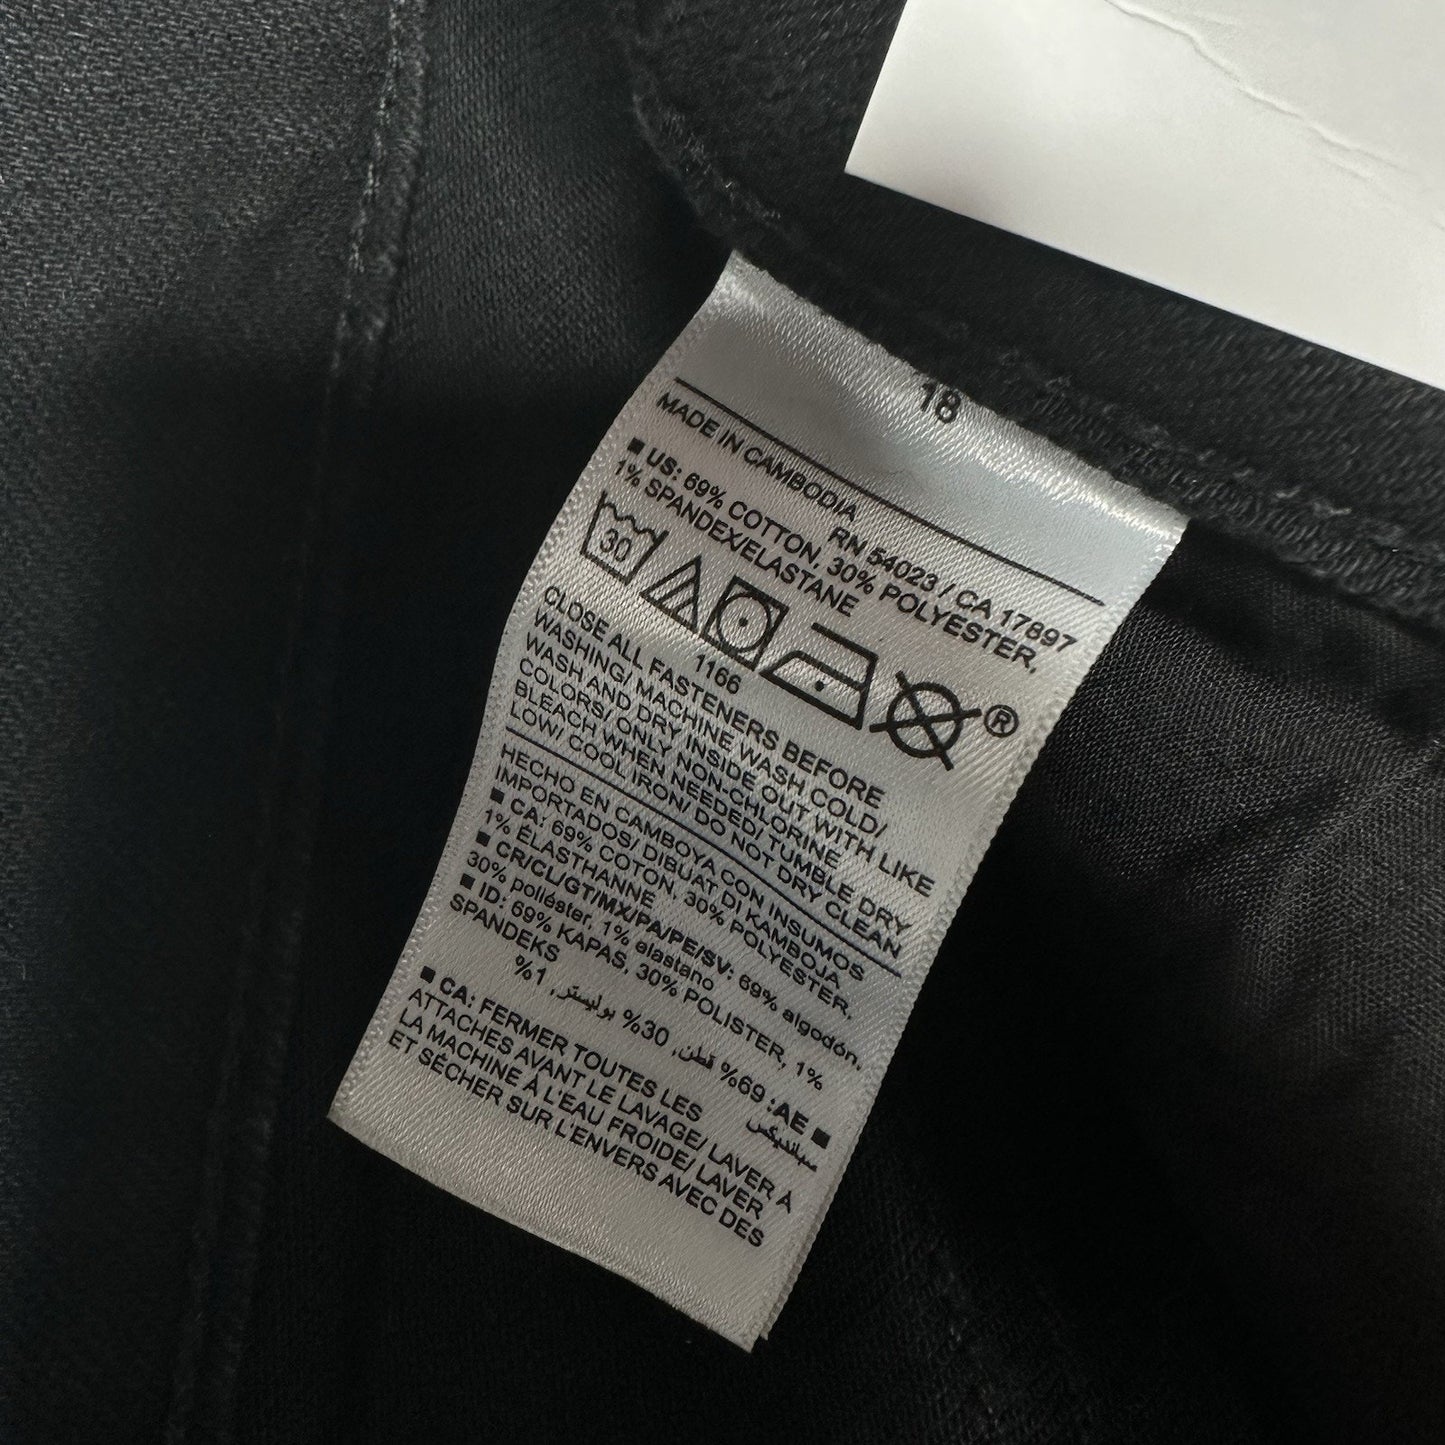 18
MADE IN CAMBODIA
RN 54023 / CA 17897
■ US: 69% COTTON, 30% POLYESTER,
1% SPANDEX/ELASTANE
30
®
1166
CLOSE ALL FASTENERS BEFORE
WASHING/ MACHINE WASH COLD/
WASH AND DRY INSIDE OUT WITH LIKE
COLORS/ ONLY NON-CHLORINE
BLEACH WHEN NEEDED/ TUMBLE DRY
LOW/ COOL IRON/ DO NOT DRY CLEAN
HECHO EN CAMBOYA CON INSUMOS
IMPORTADOS/ DIBUAT DI KAMBOJA
■ CA: 69% COTON, 30% POLYESTER,
1% ÉLASTHANNE
■ CR/CL/GT/MX/PA/PE/SV: 69% algodón,
30% poliéster, 1% elastano
■ ID: 69% KAPAS, 30% POLISTER, 1%
SPANDEKS
■ AE: 69% قطن, 30% بوليستر, 1%
سباندیکس
■ CA: FERMER TOUTES LES
ATTACHES AVANT LE LAVAGE/ LAVER A
LA MACHINE À L'EAU FROIDE/ LAVER
ET SÉCHER SUR L'ENVERS AVEC DES